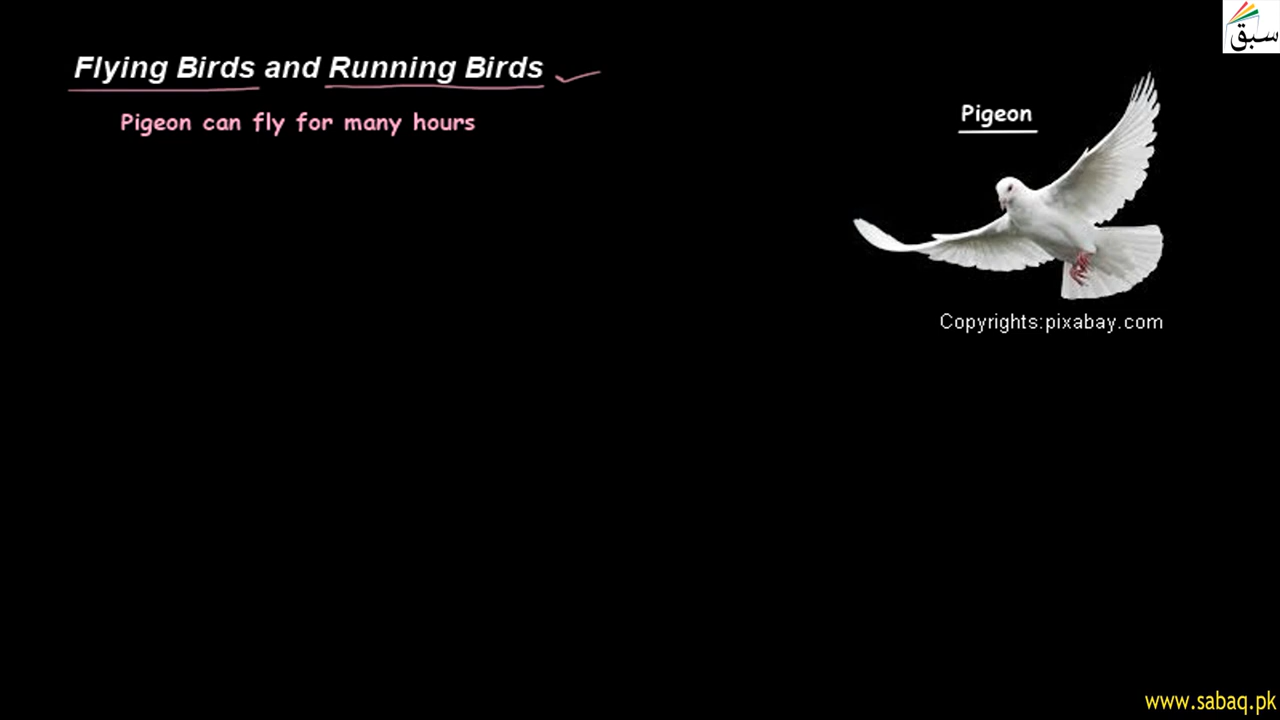 سبق
Flying Birds and Running Birds
Pigeon can fly for many hours
Pigeon
Copyrights:pixabay.com
www.sabaq.pk